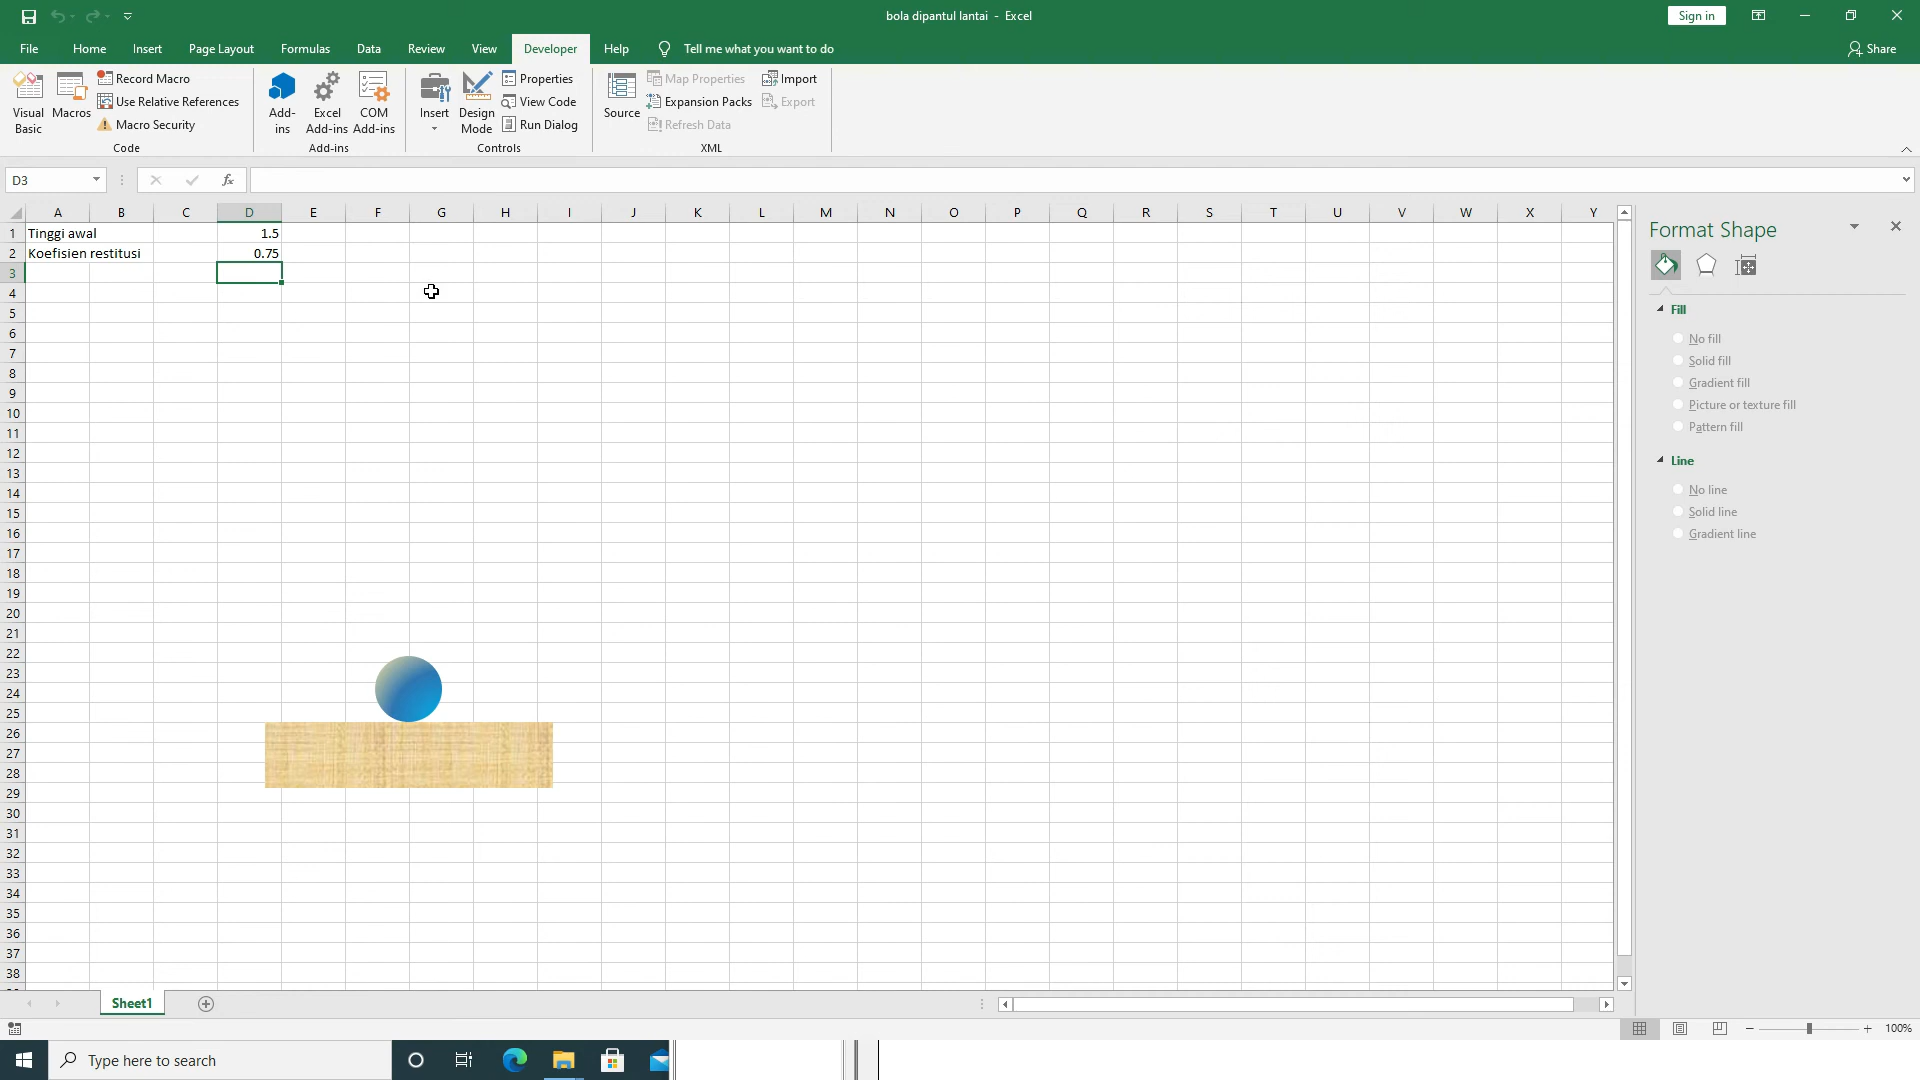 bola dipantul lantai - Excel
Sign in
File Home Insert Page Layout Formulas Data Review View Developer Help Tell me what you want to do Share
Visual Basic
Macros
Record Macro
Use Relative References
Macro Security
Code
Add-ins
Excel Add-ins
COM Add-ins
Add-ins
Insert
Design Mode
Properties
View Code
Run Dialog
Controls
Source
Map Properties
Expansion Packs
Refresh Data
Import
Export
XML
D3
fx
A B C D E F G H I J K L M N O P Q R S T U V W X Y
1 Tinggi awal 1.5
2 Koefisien restitusi 0.75
3
4
5
6
7
8
9
10
11
12
13
14
15
16
17
18
19
20
21
22
23
24
25
26
27
28
29
30
31
32
33
34
35
36
37
38
Format Shape
Fill
No fill
Solid fill
Gradient fill
Picture or texture fill
Pattern fill
Line
No line
Solid line
Gradient line
Sheet1
100%
Type here to search